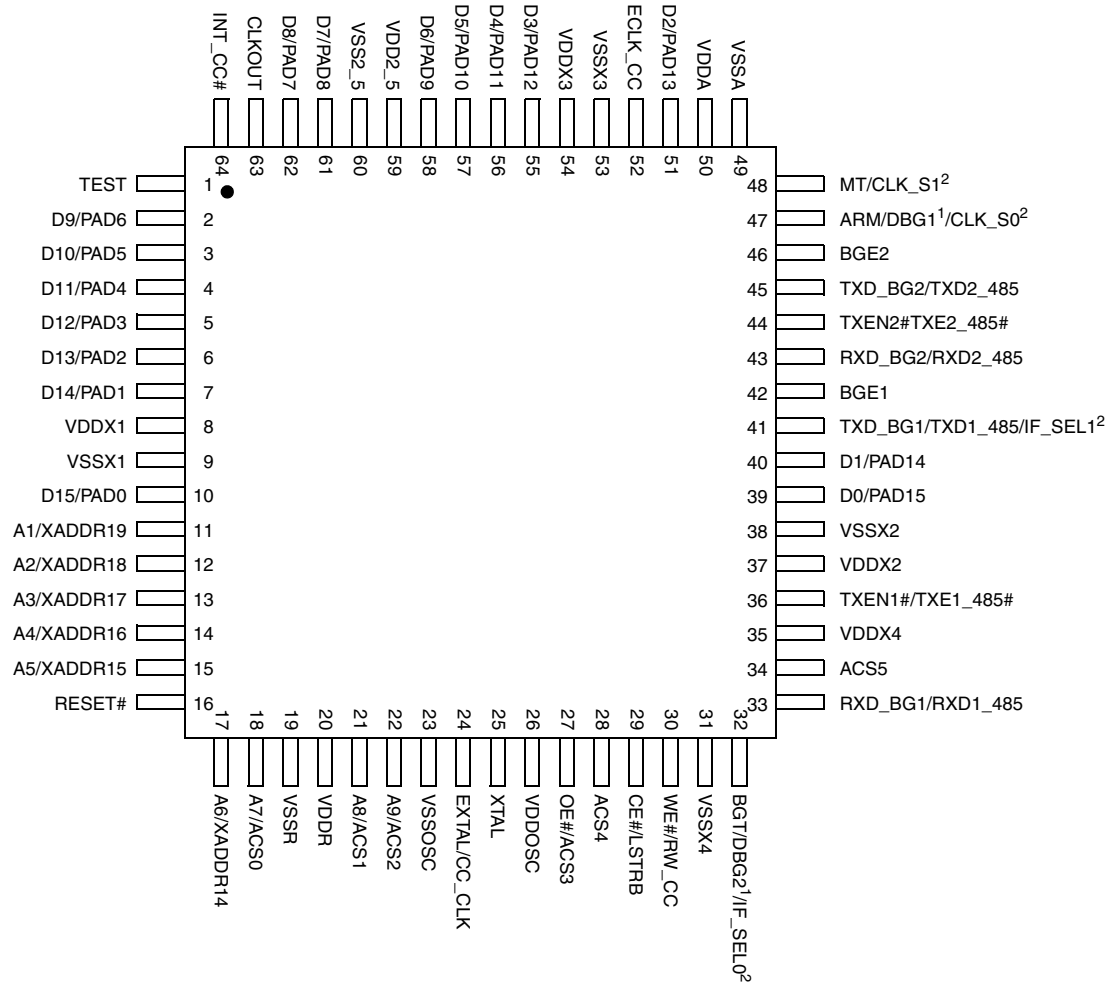 INT_CC#
CLKOUT
D8/PAD7
D7/PAD8
VSS2_5
VDD2_5
D6/PAD9
D5/PAD10
D4/PAD11
D3/PAD12
VDDX3
VSSX3
ECLK_CC
D2/PAD13
VDDA
VSSA
64
63
62
61
60
59
58
57
56
55
54
53
52
51
50
49
TEST 1
D9/PAD6 2
D10/PAD5 3
D11/PAD4 4
D12/PAD3 5
D13/PAD2 6
D14/PAD1 7
VDDX1 8
VSSX1 9
D15/PAD0 10
A1/XADDR19 11
A2/XADDR18 12
A3/XADDR17 13
A4/XADDR16 14
A5/XADDR15 15
RESET# 16
48 MT/CLK_S1²
47 ARM/DBG1¹/CLK_S0²
46 BGE2
45 TXD_BG2/TXD2_485
44 TXEN2#TXE2_485#
43 RXD_BG2/RXD2_485
42 BGE1
41 TXD_BG1/TXD1_485/IF_SEL1²
40 D1/PAD14
39 D0/PAD15
38 VSSX2
37 VDDX2
36 TXEN1#/TXE1_485#
35 VDDX4
34 ACS5
33 RXD_BG1/RXD1_485
17
18
19
20
21
22
23
24
25
26
27
28
29
30
31
32
A6/XADDR14
A7/ACS0
VSSR
VDDR
A8/ACS1
A9/ACS2
VSSOSC
EXTAL/CC_CLK
XTAL
VDDOSC
OE#/ACS3
ACS4
CE#/LSTRB
WE#/RW_CC
VSSX4
BGT/DBG2¹/IF_SEL0²